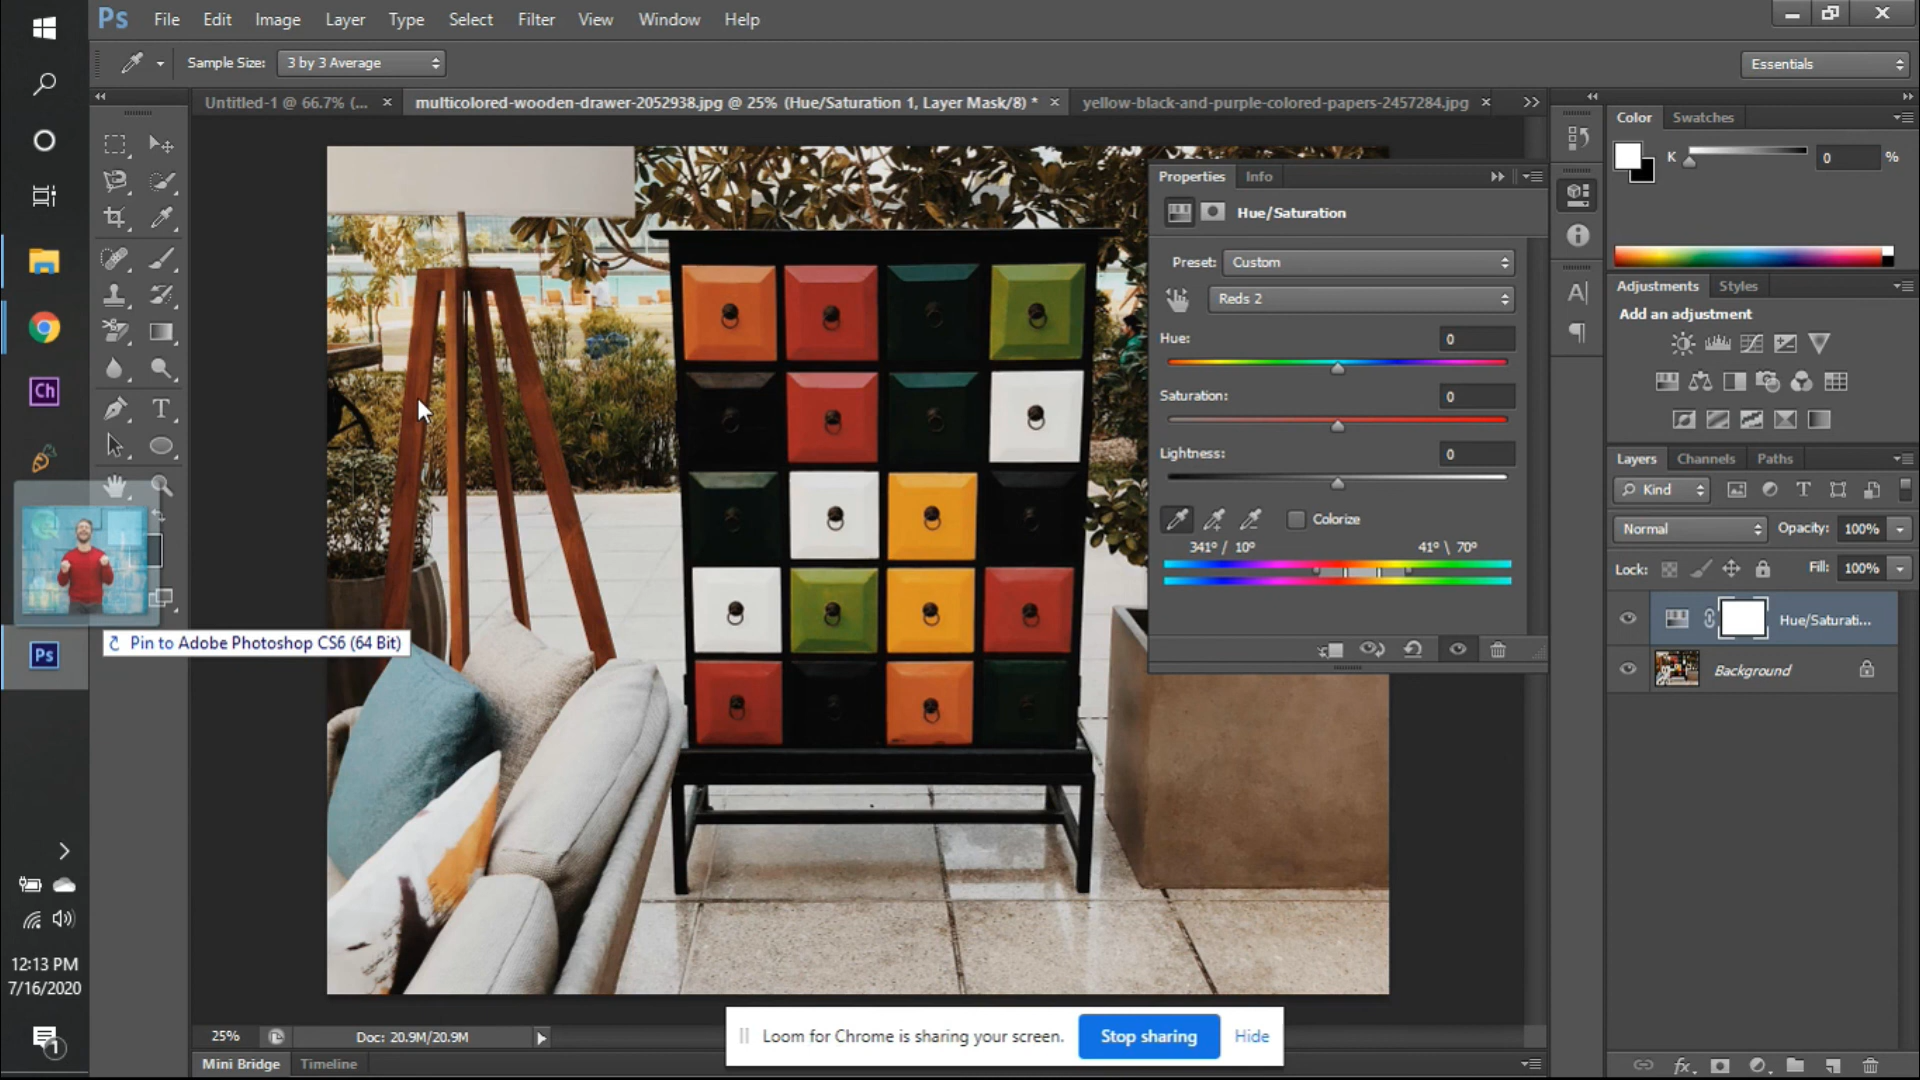 Ps File Edit Image Layer Type Select Filter View Window Help
Sample Size: 3 by 3 Average
Essentials
Untitled-1 @ 66.7% (... ×
multicolored-wooden-drawer-2052938.jpg @ 25% (Hue/Saturation 1, Layer Mask/8) * ×
yellow-black-and-purple-colored-papers-2457284.jpg ×
Properties Info
Hue/Saturation
Preset: Custom
Reds 2
Hue: 0
Saturation: 0
Lightness: 0
Colorize
341° / 10° 41° \ 70°
Color Swatches
K 0 %
Adjustments Styles
Add an adjustment
Layers Channels Paths
Kind
Normal Opacity: 100%
Lock: Fill: 100%
Hue/Saturati...
Background
Ch
Pin to Adobe Photoshop CS6 (64 Bit)
Ps
12:13 PM
7/16/2020
1
25% Doc: 20.9M/20.9M
Loom for Chrome is sharing your screen. Stop sharing Hide
Mini Bridge Timeline